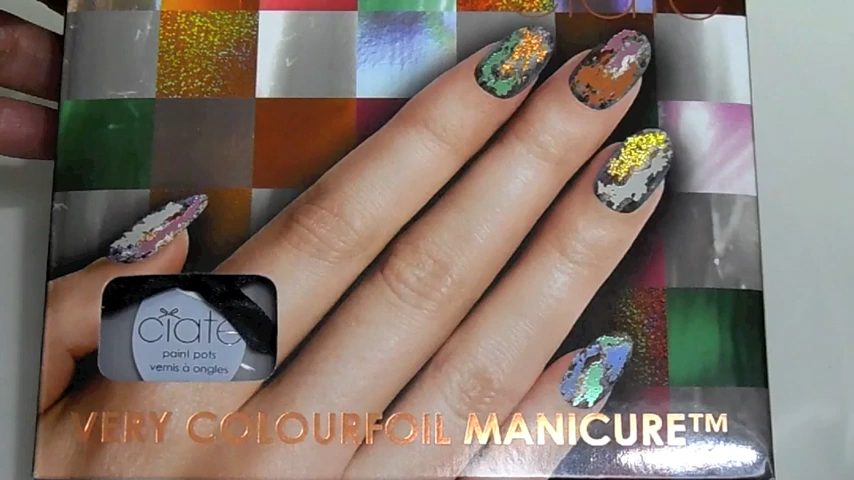 ciaté
paint pots
vernis à ongles
VERY COLOURFOIL MANICURE™